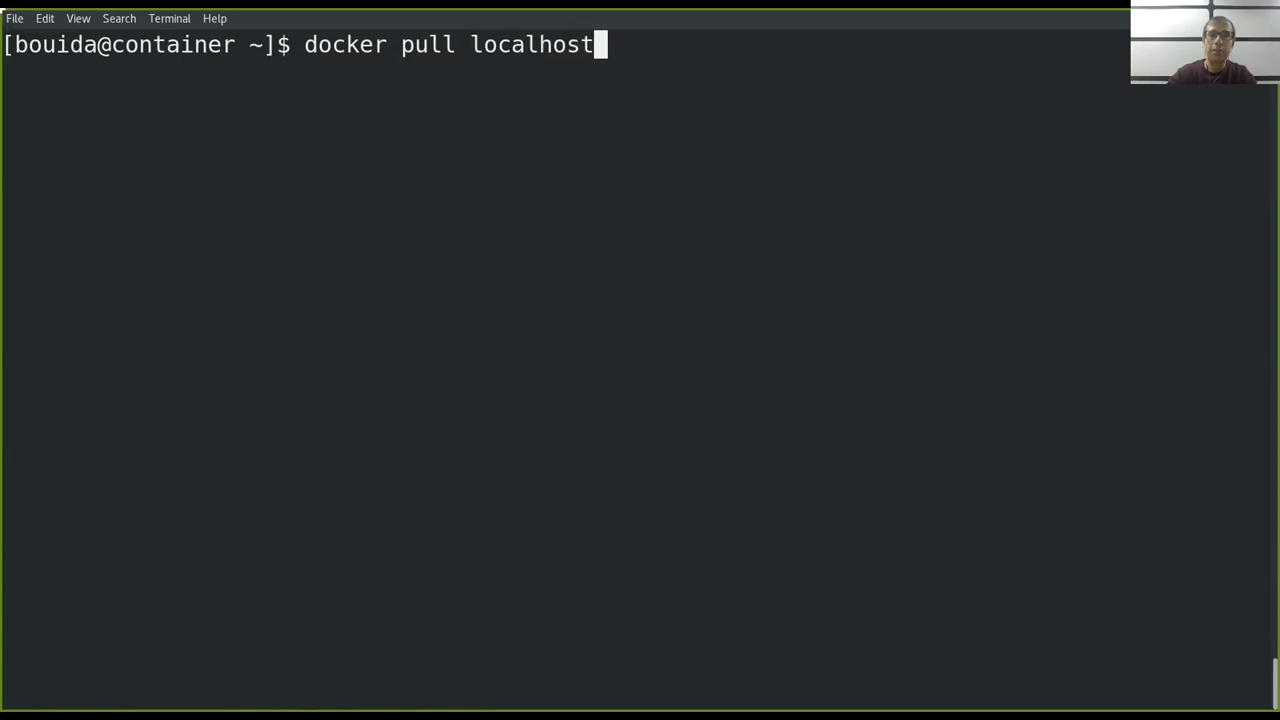 File Edit View Search Terminal Help
[bouida@container ~]$ docker pull localhost